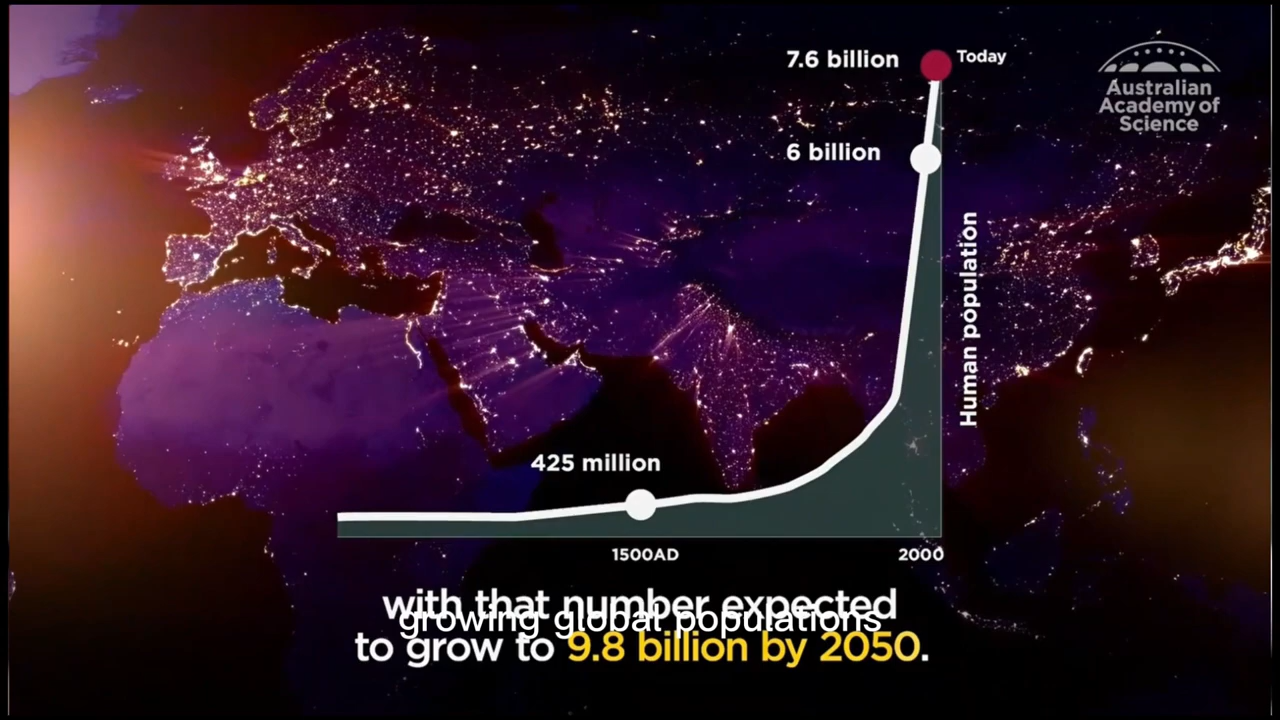 7.6 billion
Today
Australian
Academy of
Science
6 billion
Human population
425 million
1500AD
2000
with that number expected
growing global populations
to grow to 9.8 billion by 2050.